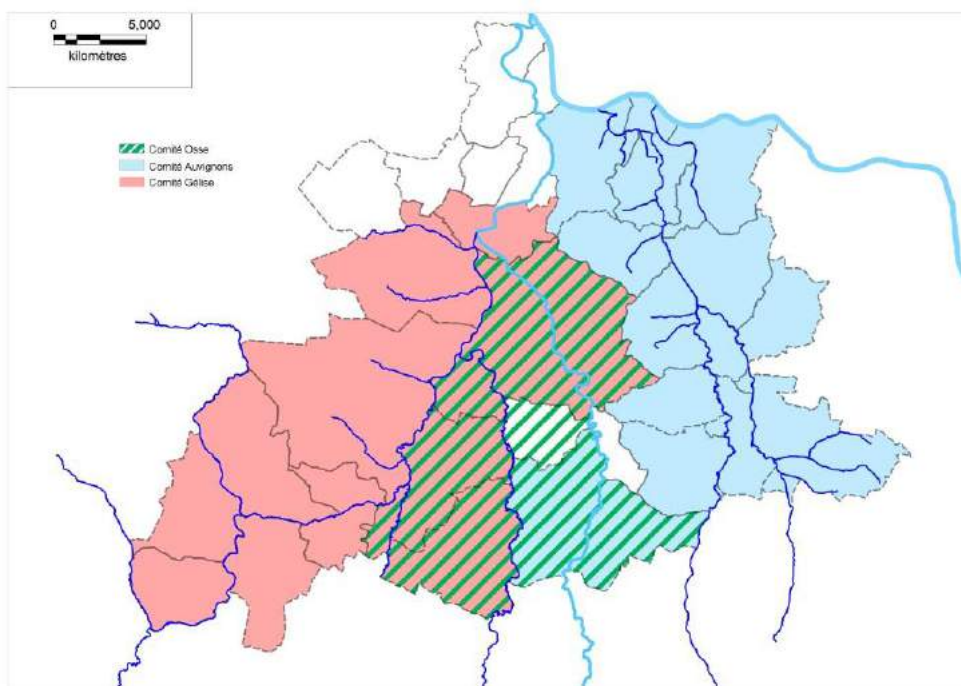 0 5,000
kilomètres
Comité Osse
Comité Auvignons
Comité Gélise